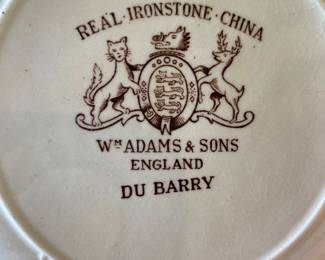 REAL · IRONSTONE · CHINA
Wᴹ ADAMS & SONS
ENGLAND
DU BARRY